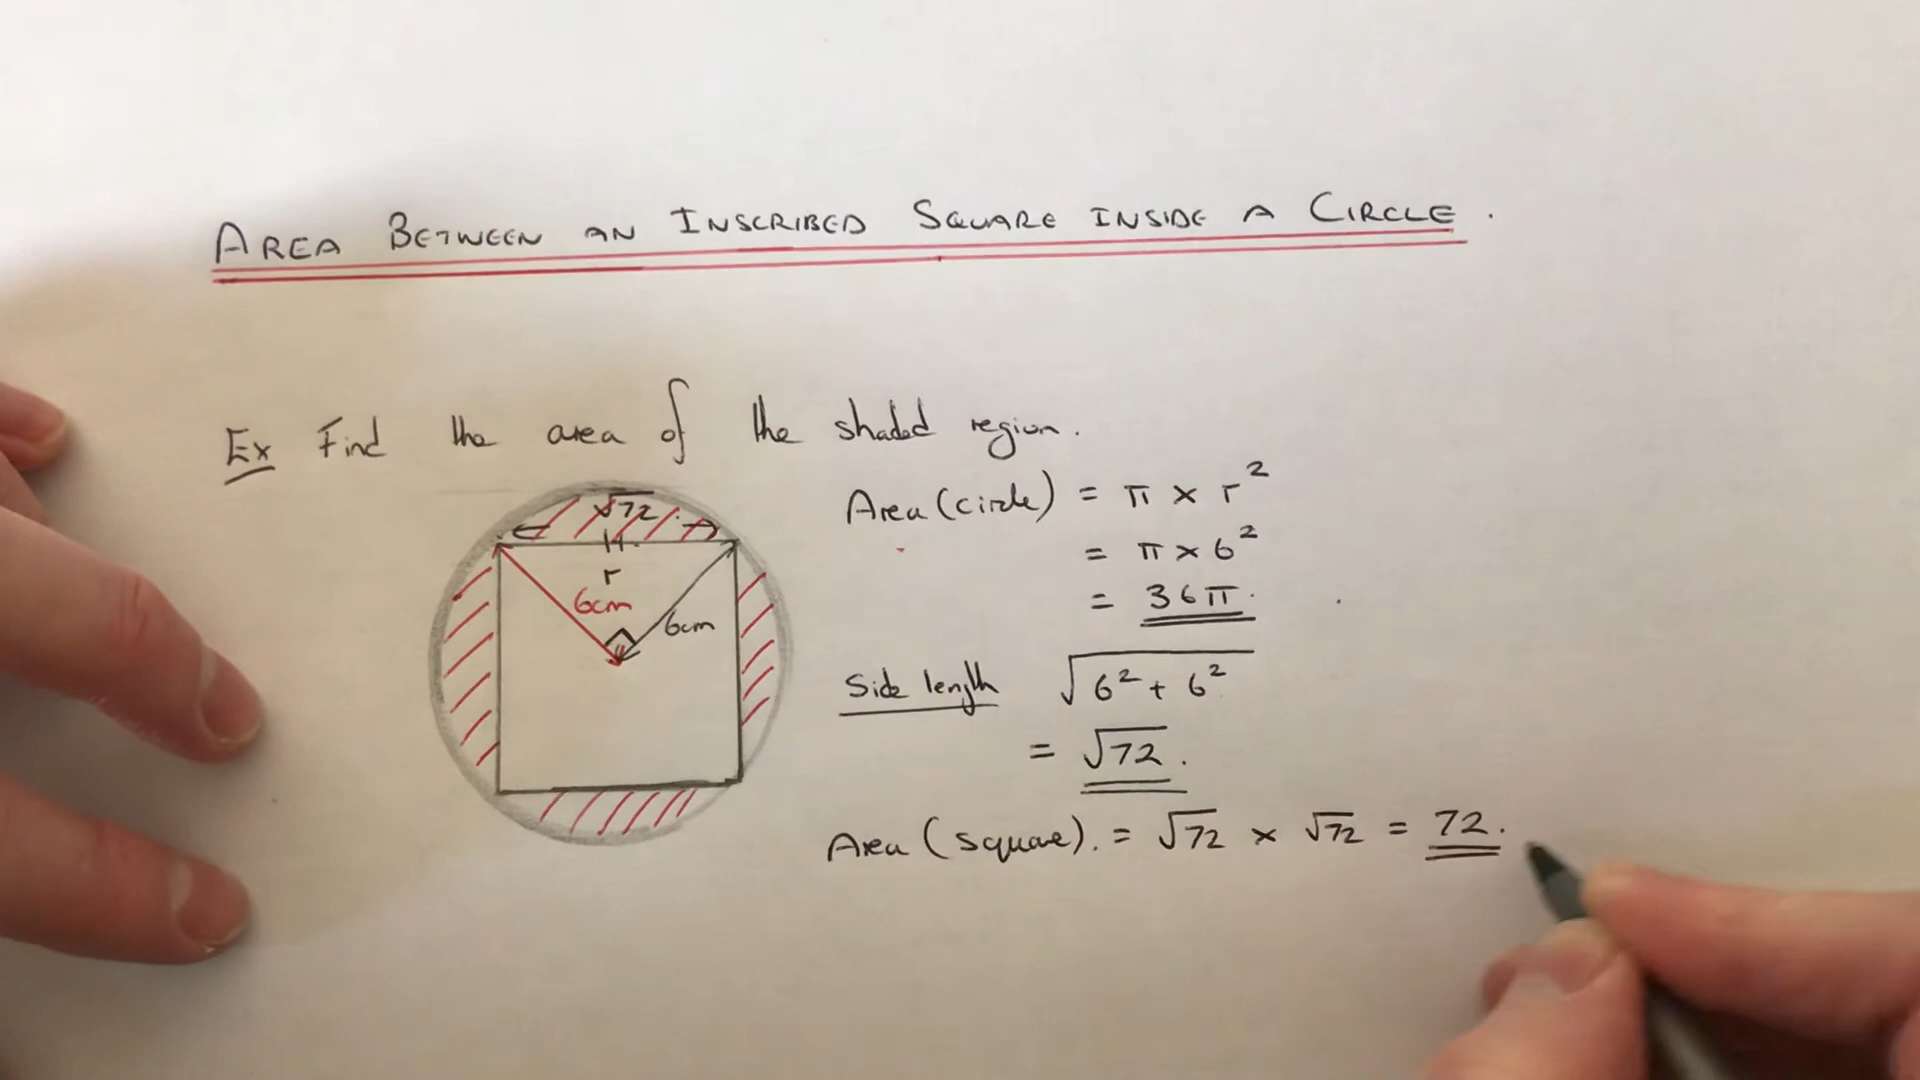 AREA BETWEEN AN INSCRIBED SQUARE INSIDE A CIRCLE.
Ex Find the area of the shaded region.
√72
r
6cm
6cm
Area (circle) = π × r²
= π × 6²
= 36π.
Side length √(6² + 6²)
= √72.
Area (square). = √72 × √72 = 72.